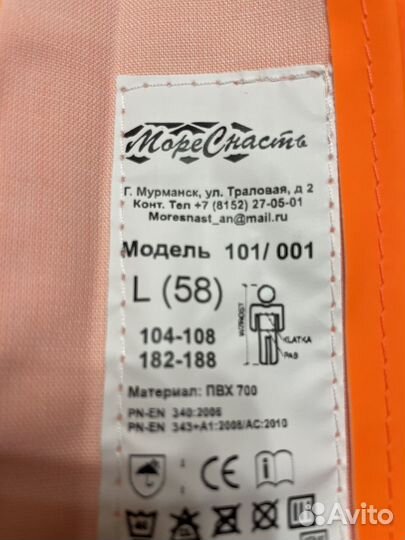 МореСнасть
Г. Мурманск, ул. Траловая, д 2
Конт. Тел +7 (8152) 27-05-01
Moresnast_an@mail.ru
Модель 101/ 001
L (58)
104-108
182-188
WZROST
KLATKA
PAS
Материал: ПВХ 700
PN-EN 340:2006
PN-EN 343+A1:2008/AC:2010
CE i
Avito